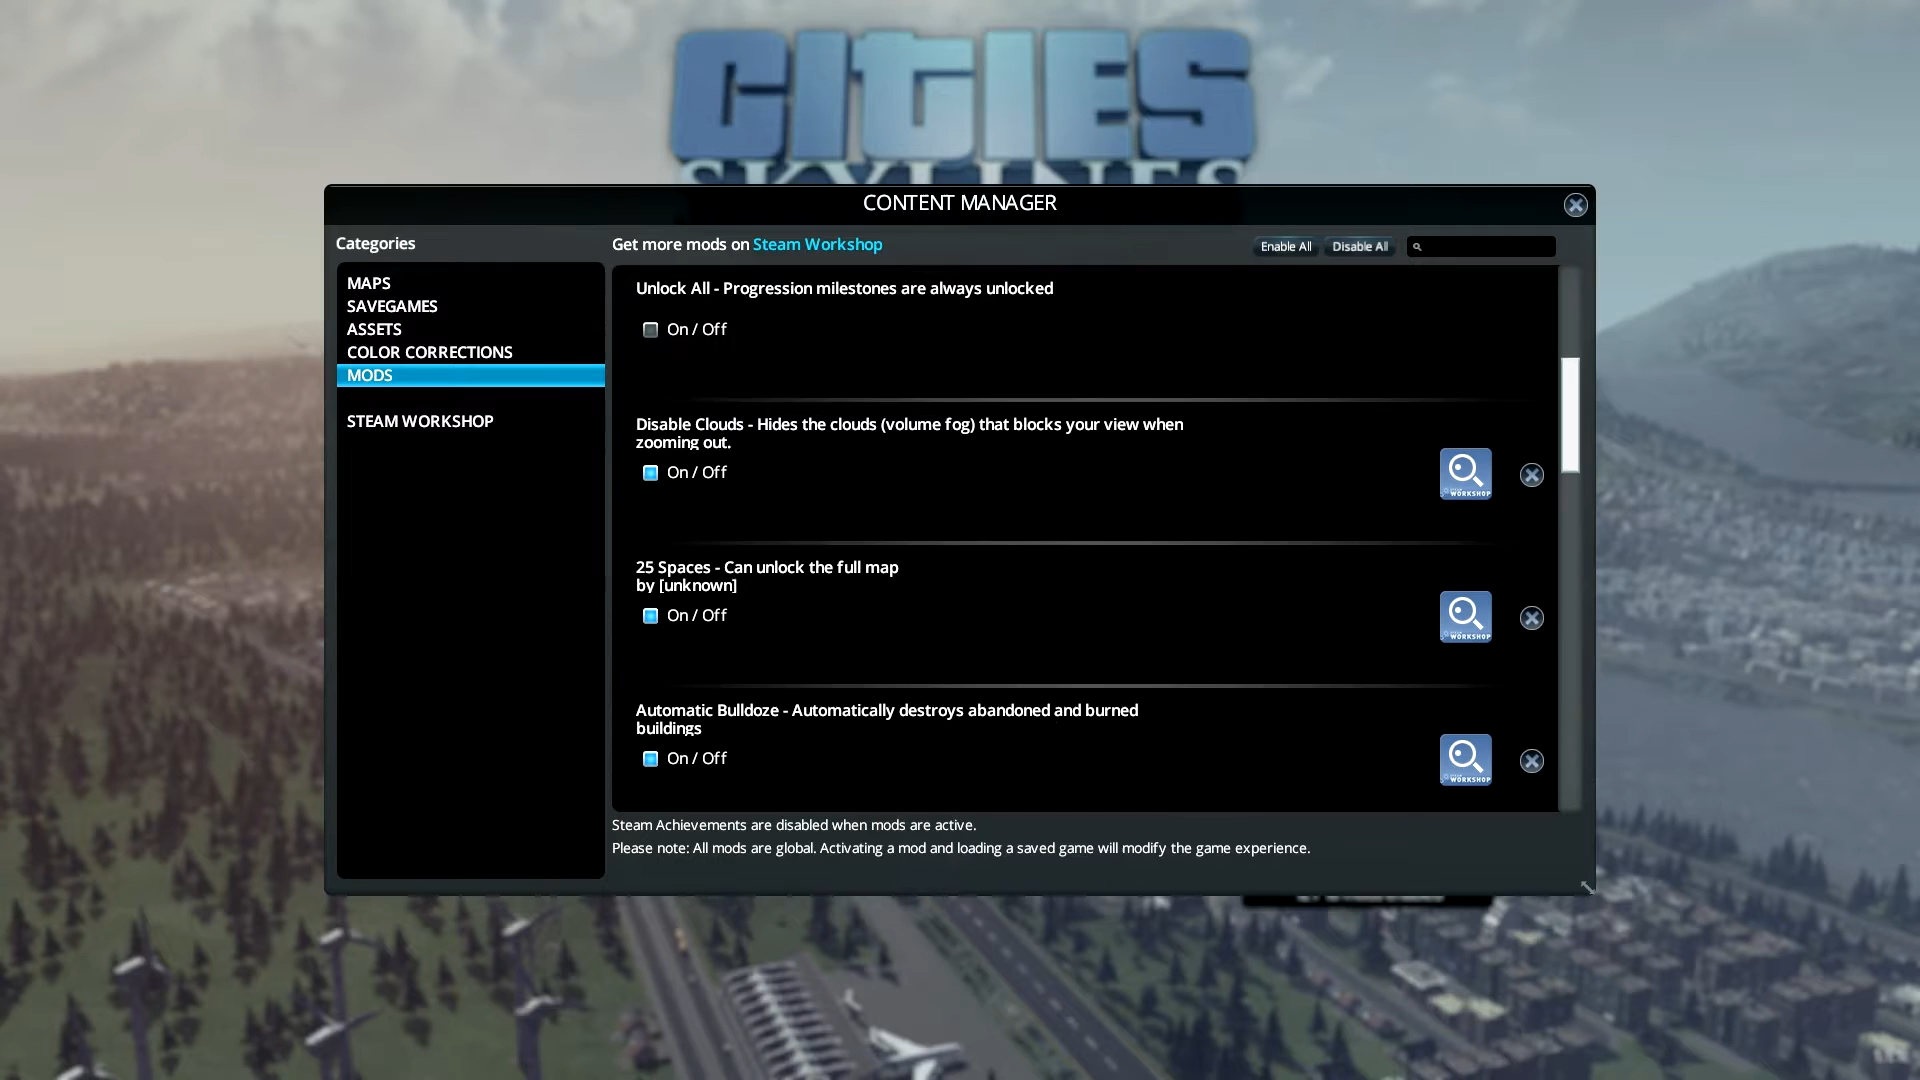 CITIES
SKYLINES
CONTENT MANAGER
Categories
Get more mods on Steam Workshop
Enable All
Disable All
MAPS
SAVEGAMES
ASSETS
COLOR CORRECTIONS
MODS
STEAM WORKSHOP
Unlock All - Progression milestones are always unlocked
On / Off
Disable Clouds - Hides the clouds (volume fog) that blocks your view when
zooming out.
On / Off
STEAM
WORKSHOP
25 Spaces - Can unlock the full map
by [unknown]
On / Off
STEAM
WORKSHOP
Automatic Bulldoze - Automatically destroys abandoned and burned
buildings
On / Off
STEAM
WORKSHOP
Steam Achievements are disabled when mods are active.
Please note: All mods are global. Activating a mod and loading a saved game will modify the game experience.